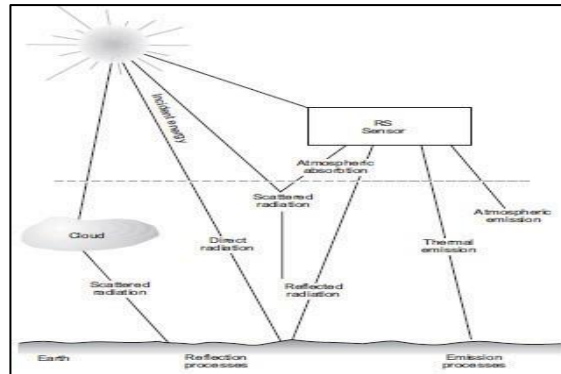 Incident energy
RS
Sensor
Atmospheric
absorption
Scattered
radiation
Atmospheric
emission
Cloud
Direct
radiation
Thermal
emission
Scattered
radiation
Reflected
radiation
Earth
Reflection
processes
Emission
processes